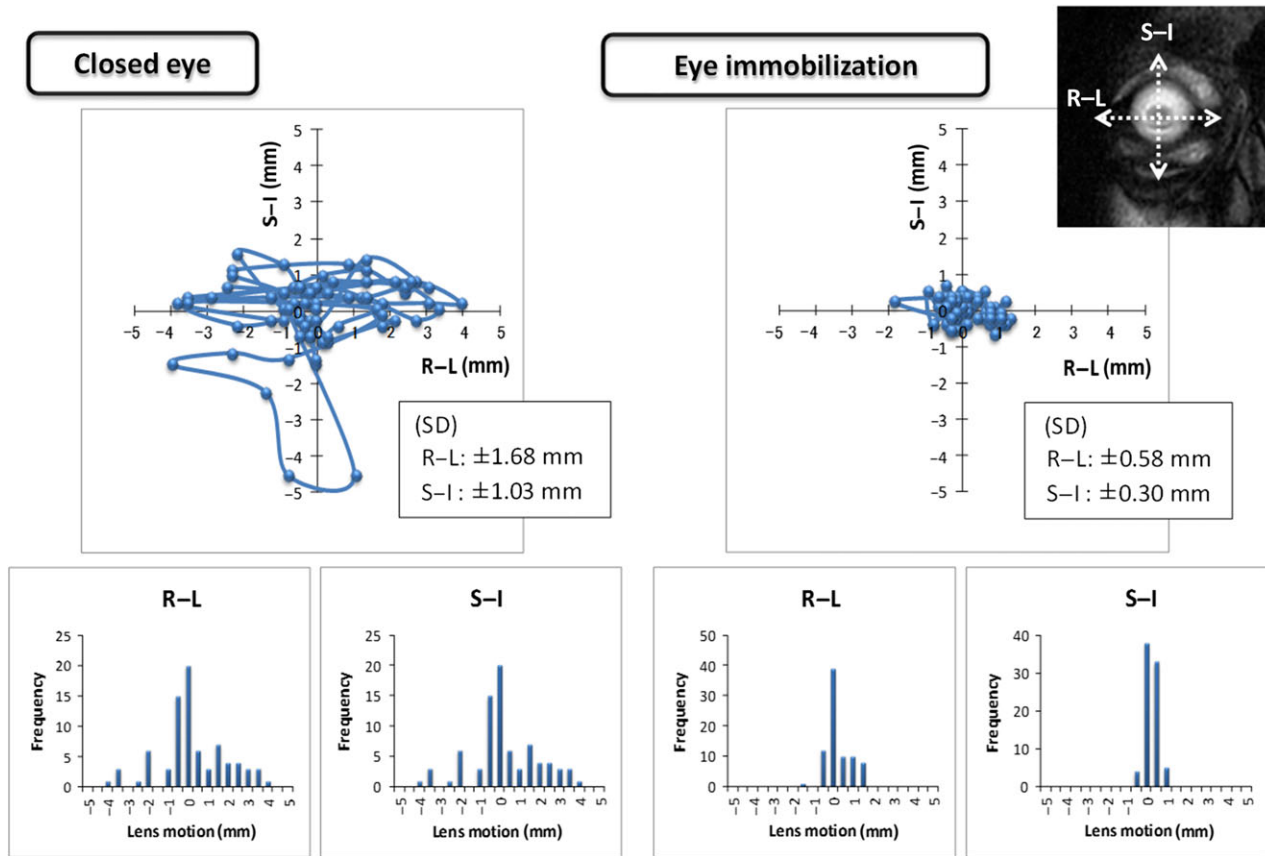 Closed eye
Eye immobilization
S–I
R–L
5
4
3
2
1
0
−1
−2
−3
−4
−5
S–I (mm)
−5 −4 −3 −2 −1 0 1 2 3 4 5
R–L (mm)
(SD)
R–L: ±1.68 mm
S–I : ±1.03 mm
5
4
3
2
1
0
−1
−2
−3
−4
−5
S–I (mm)
−5 −4 −3 −2 −1 0 1 2 3 4 5
R–L (mm)
(SD)
R–L: ±0.58 mm
S–I : ±0.30 mm
R–L
25
20
15
10
5
0
Frequency
−5 −4 −3 −2 −1 0 1 2 3 4 5
Lens motion (mm)
S–I
25
20
15
10
5
0
Frequency
−5 −4 −3 −2 −1 0 1 2 3 4 5
Lens motion (mm)
R–L
50
40
30
20
10
0
Frequency
−5 −4 −3 −2 −1 0 1 2 3 4 5
Lens motion (mm)
S–I
40
30
20
10
0
Frequency
−5 −4 −3 −2 −1 0 1 2 3 4 5
Lens motion (mm)